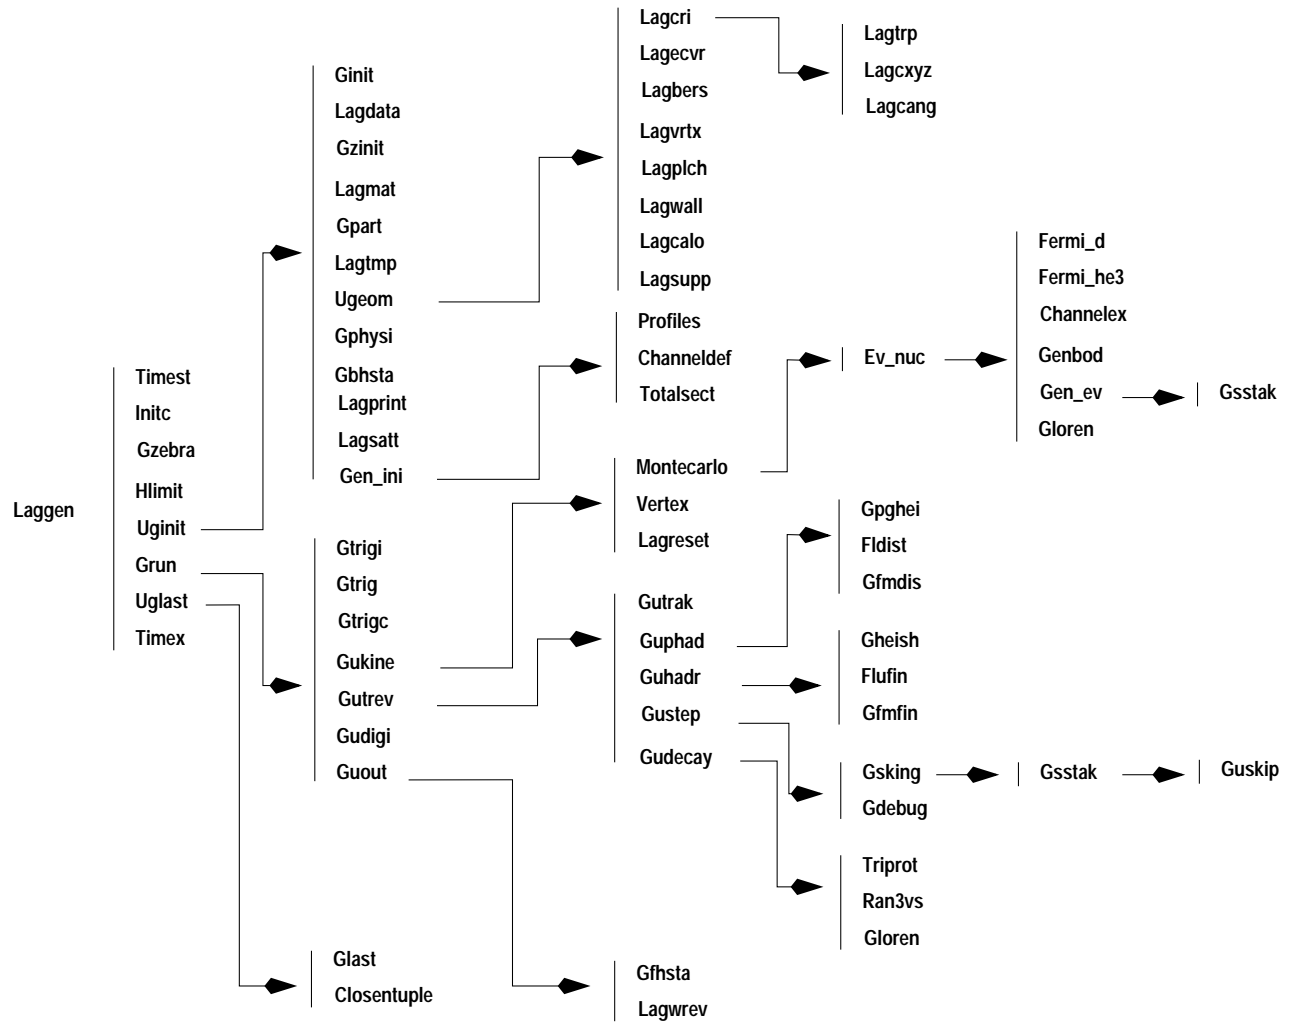 Laggen
Timest
Initc
Gzebra
Hlimit
Uginit
Grun
Uglast
Timex
Ginit
Lagdata
Gzinit
Lagmat
Gpart
Lagtmp
Ugeom
Gphysi
Gbhsta
Lagprint
Lagsatt
Gen_ini
Gtrigi
Gtrig
Gtrigc
Gukine
Gutrev
Gudigi
Guout
Glast
Closentuple
Lagcri
Lagecvr
Lagbers
Lagvrtx
Lagplch
Lagwall
Lagcalo
Lagsupp
Profiles
Channeldef
Totalsect
Montecarlo
Vertex
Lagreset
Gutrak
Guphad
Guhadr
Gustep
Gudecay
Gfhsta
Lagwrev
Lagtrp
Lagcxyz
Lagcang
Ev_nuc
Gpghei
Fldist
Gfmdis
Gheish
Flufin
Gfmfin
Gsking
Gdebug
Triprot
Ran3vs
Gloren
Fermi_d
Fermi_he3
Channelex
Genbod
Gen_ev
Gloren
Gsstak
Gsstak
Guskip